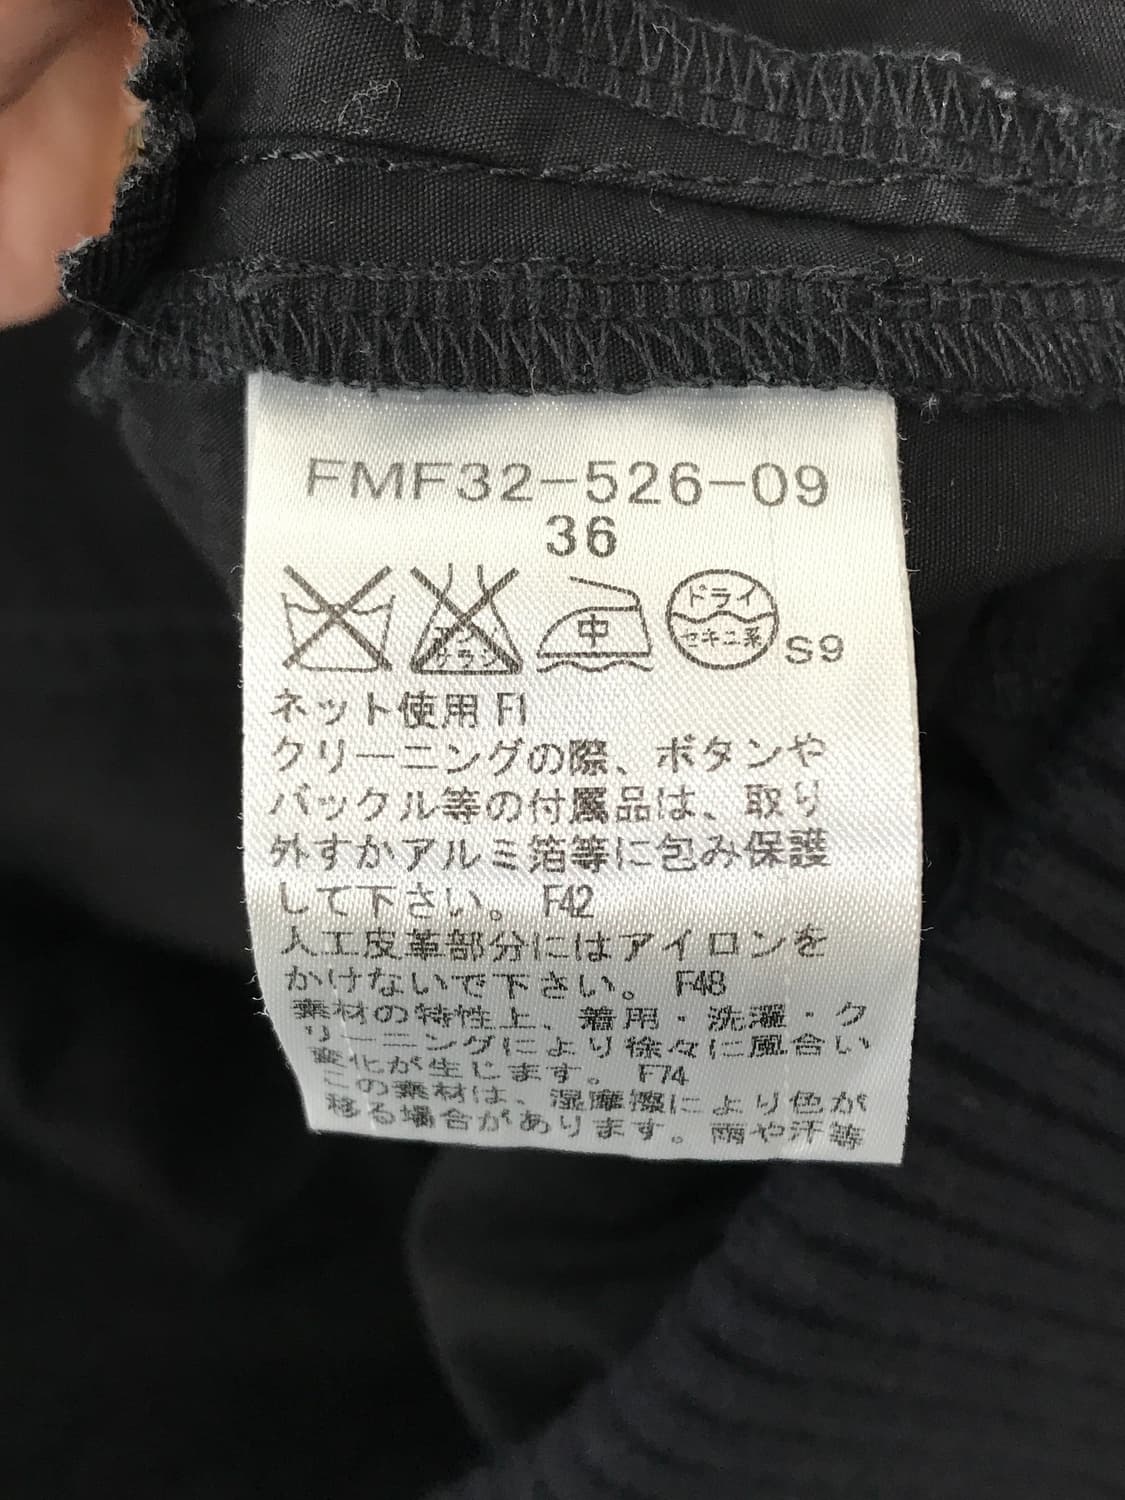 FMF32-526-09
36
エンソ
サラシ
中
ドライ
セキユ系
S9
ネット使用 F1
クリーニングの際、ボタンや
バックル等の付属品は、取り
外すかアルミ箔等に包み保護
して下さい。 F42
人工皮革部分にはアイロンを
かけないで下さい。 F48
素材の特性上、着用・洗濯・ク
リーニングにより徐々に風合い
変化が生じます。 F74
この素材は、湿摩擦により色が
移る場合があります。雨や汗等